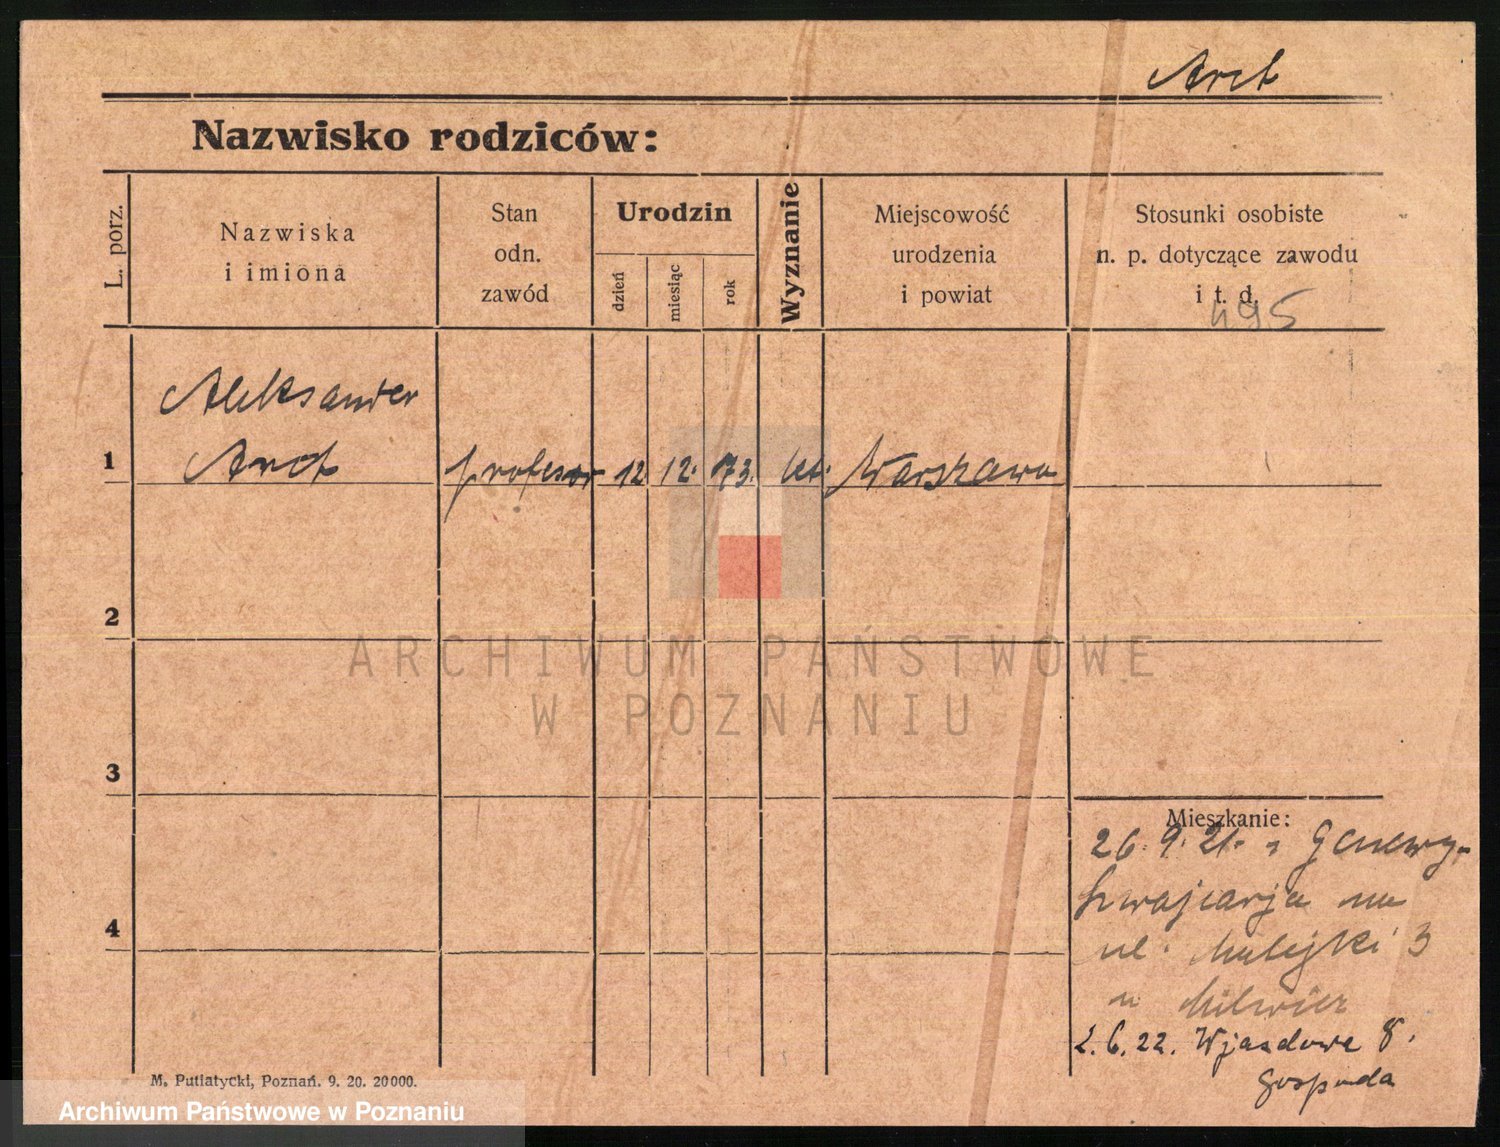 Arct
Nazwisko rodziców:
L. porz.
Nazwiska
i imiona
Stan
odn.
zawód
Urodzin
dzień
miesiąc
rok
Wyznanie
Miejscowość
urodzenia
i powiat
Stosunki osobiste
n. p. dotyczące zawodu
i t. d.
495
Aleksander
1 Arct profesor 12 12. 73. kt. Warszawa
2
ARCHIWUM PAŃSTWOWE
W POZNANIU
3
Mieszkanie:
26. 9. 21. z Genewy-
Szwajcarja na
4
ul. Matejki 3
u
2. 6. 22. Wjazdowa 8.
gospoda
M. Putiatycki, Poznań. 9. 20. 20000.
Archiwum Państwowe w Poznaniu